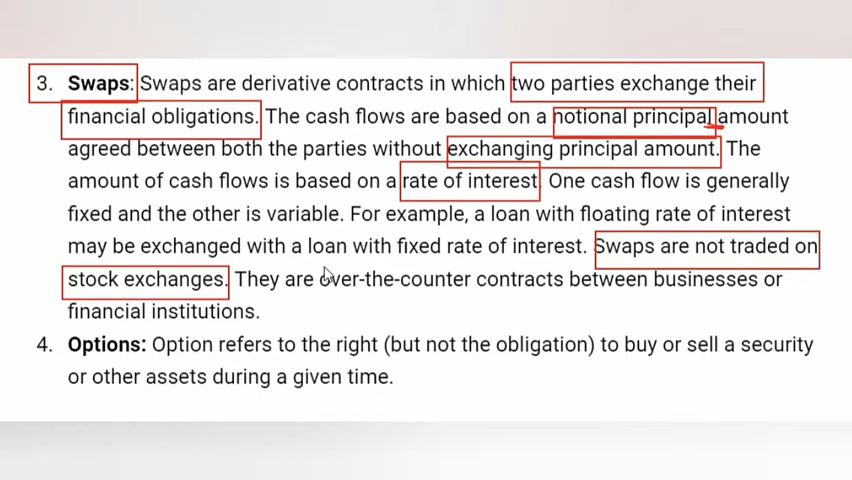 3. Swaps: Swaps are derivative contracts in which two parties exchange their
financial obligations. The cash flows are based on a notional principal amount
agreed between both the parties without exchanging principal amount. The
amount of cash flows is based on a rate of interest. One cash flow is generally
fixed and the other is variable. For example, a loan with floating rate of interest
may be exchanged with a loan with fixed rate of interest. Swaps are not traded on
stock exchanges. They are over-the-counter contracts between businesses or
financial institutions.
4. Options: Option refers to the right (but not the obligation) to buy or sell a security
or other assets during a given time.